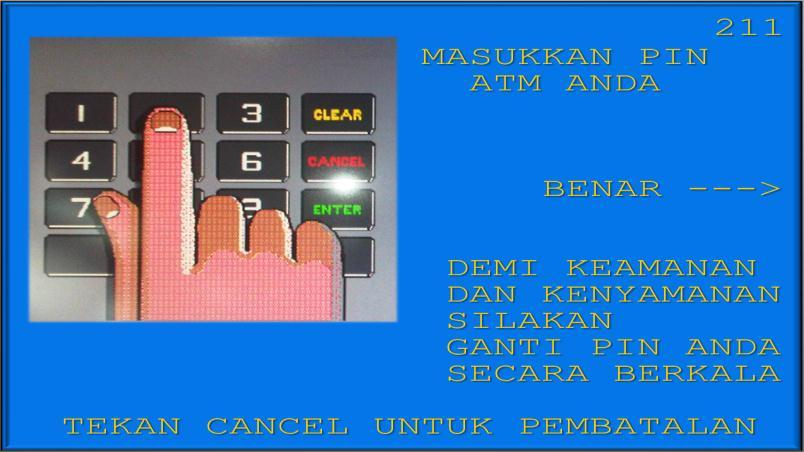 211
MASUKKAN PIN
ATM ANDA
1 3 CLEAR
4 6 CANCEL
7 ENTER
BENAR --->
DEMI KEAMANAN
DAN KENYAMANAN
SILAKAN
GANTI PIN ANDA
SECARA BERKALA
TEKAN CANCEL UNTUK PEMBATALAN